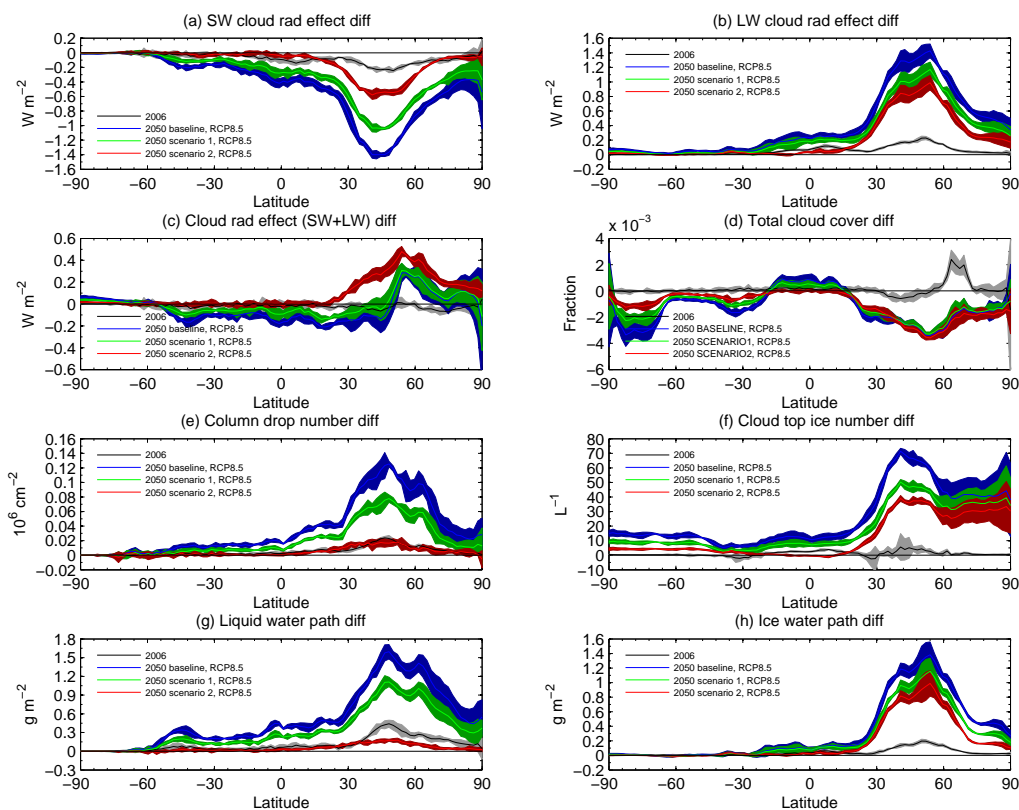 (a) SW cloud rad effect diff
0.2
0
−0.2
−0.4
−0.6
−0.8
−1
−1.2
−1.4
−1.6
W m−2
2006
2050 baseline, RCP8.5
2050 scenario 1, RCP8.5
2050 scenario 2, RCP8.5
−90 −60 −30 0 30 60 90
Latitude
(b) LW cloud rad effect diff
1.6
1.4
1.2
1
0.8
0.6
0.4
0.2
0
−0.2
W m−2
2006
2050 baseline, RCP8.5
2050 scenario 1, RCP8.5
2050 scenario 2, RCP8.5
−90 −60 −30 0 30 60 90
Latitude
(c) Cloud rad effect (SW+LW) diff
0.6
0.4
0.2
0
−0.2
−0.4
−0.6
W m−2
2006
2050 baseline, RCP8.5
2050 scenario 1, RCP8.5
2050 scenario 2, RCP8.5
−90 −60 −30 0 30 60 90
Latitude
(d) Total cloud cover diff
x 10−3
4
2
0
−2
−4
−6
Fraction
2006
2050 BASELINE, RCP8.5
2050 SCENARIO1, RCP8.5
2050 SCENARIO2, RCP8.5
−90 −60 −30 0 30 60 90
Latitude
(e) Column drop number diff
0.16
0.14
0.12
0.1
0.08
0.06
0.04
0.02
0
−0.02
10^6 cm−2
2006
2050 baseline, RCP8.5
2050 scenario 1, RCP8.5
2050 scenario 2, RCP8.5
−90 −60 −30 0 30 60 90
Latitude
(f) Cloud top ice number diff
80
70
60
50
40
30
20
10
0
−10
L−1
2006
2050 baseline, RCP8.5
2050 scenario 1, RCP8.5
2050 scenario 2, RCP8.5
−90 −60 −30 0 30 60 90
Latitude
(g) Liquid water path diff
1.8
1.5
1.2
0.9
0.6
0.3
0
−0.3
g m−2
2006
2050 baseline, RCP8.5
2050 scenario 1, RCP8.5
2050 scenario 2, RCP8.5
−90 −60 −30 0 30 60 90
Latitude
(h) Ice water path diff
1.6
1.4
1.2
1
0.8
0.6
0.4
0.2
0
−0.2
g m−2
2006
2050 baseline, RCP8.5
2050 scenario 1, RCP8.5
2050 scenario 2, RCP8.5
−90 −60 −30 0 30 60 90
Latitude